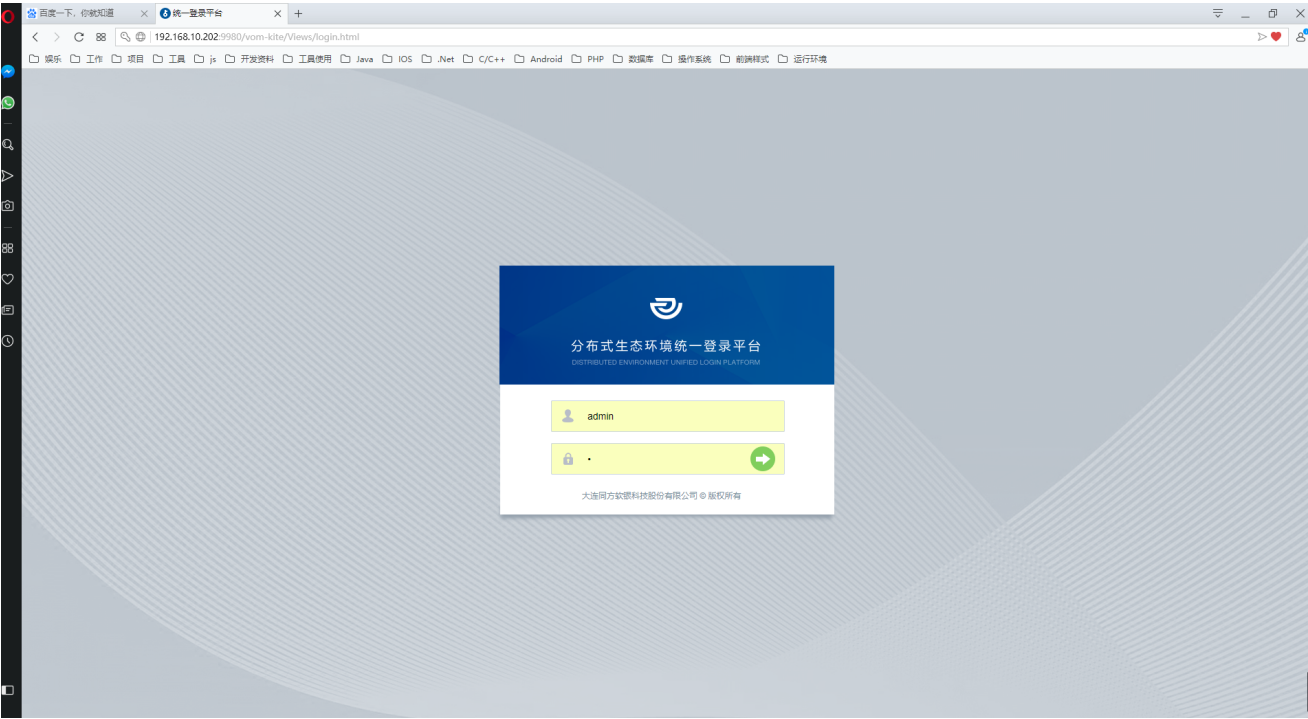 百度一下，你就知道
统一登录平台
192.168.10.202:9980/vom-kite/Views/login.html
娱乐 工作 项目 工具 js 开发资料 工具使用 Java IOS .Net C/C++ Android PHP 数据库 操作系统 前端样式 运行环境
分布式生态环境统一登录平台
DISTRIBUTED ENVIRONMENT UNIFIED LOGIN PLATFORM
admin
大连同方软银科技股份有限公司 © 版权所有